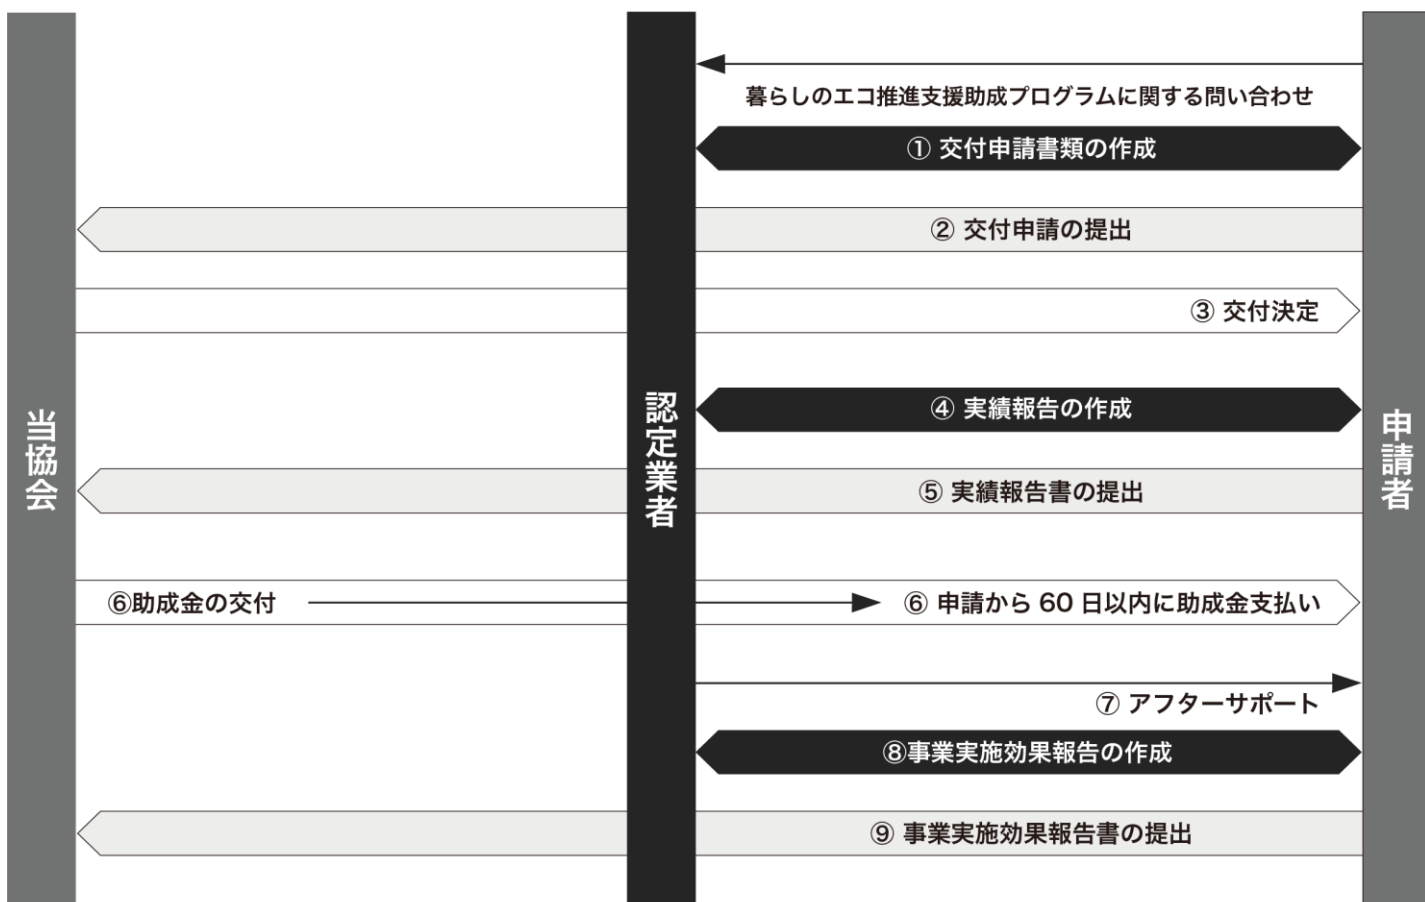 暮らしのエコ推進支援助成プログラムに関する問い合わせ
① 交付申請書類の作成
② 交付申請の提出
③ 交付決定
④ 実績報告の作成
⑤ 実績報告書の提出
⑥助成金の交付
⑥ 申請から 60 日以内に助成金支払い
⑦ アフターサポート
⑧事業実施効果報告の作成
⑨ 事業実施効果報告書の提出
当協会
認定業者
申請者